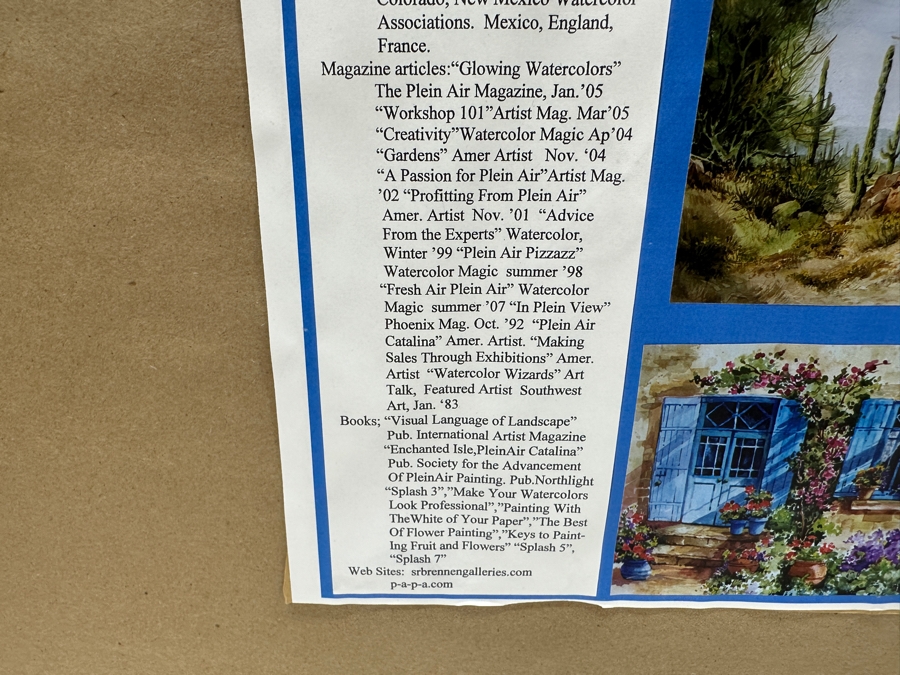 Colorado, New Mexico Watercolor
Associations. Mexico, England,
France.
Magazine articles:“Glowing Watercolors”
The Plein Air Magazine, Jan.’05
“Workshop 101”Artist Mag. Mar’05
“Creativity”Watercolor Magic Ap’04
“Gardens” Amer Artist Nov. ‘04
“A Passion for Plein Air”Artist Mag.
’02 “Profitting From Plein Air”
Amer. Artist Nov. ’01 “Advice
From the Experts” Watercolor,
Winter ’99 “Plein Air Pizzazz”
Watercolor Magic summer ’98
“Fresh Air Plein Air” Watercolor
Magic summer ’07 “In Plein View”
Phoenix Mag. Oct. ’92 “Plein Air
Catalina” Amer. Artist. “Making
Sales Through Exhibitions” Amer.
Artist “Watercolor Wizards” Art
Talk, Featured Artist Southwest
Art, Jan. ‘83
Books; “Visual Language of Landscape”
Pub. International Artist Magazine
“Enchanted Isle,PleinAir Catalina”
Pub. Society for the Advancement
Of PleinAir Painting. Pub.Northlight
“Splash 3”,”Make Your Watercolors
Look Professional”,”Painting With
TheWhite of Your Paper”,”The Best
Of Flower Painting”,”Keys to Paint-
Ing Fruit and Flowers” “Splash 5”,
“Splash 7”
Web Sites: srbrennengalleries.com
p-a-p-a.com